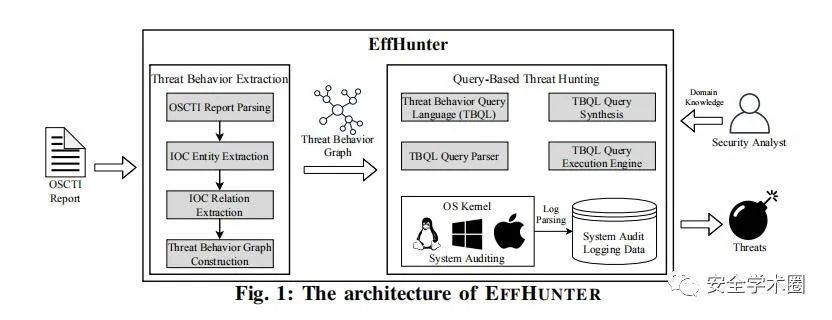 EffHunter
Threat Behavior Extraction
OSCTI Report Parsing
IOC Entity Extraction
IOC Relation
Extraction
Threat Behavior Graph
Construction
OSCTI
Report
Threat Behavior
Graph
Query-Based Threat Hunting
Threat Behavior Query
Language (TBQL)
TBQL Query
Synthesis
TBQL Query Parser
TBQL Query
Execution Engine
OS Kernel
System Auditing
Log
Parsing
System Audit
Logging Data
Domain
Knowledge
Security Analyst
Threats
安全学术圈
Fig. 1: The architecture of EFFHUNTER